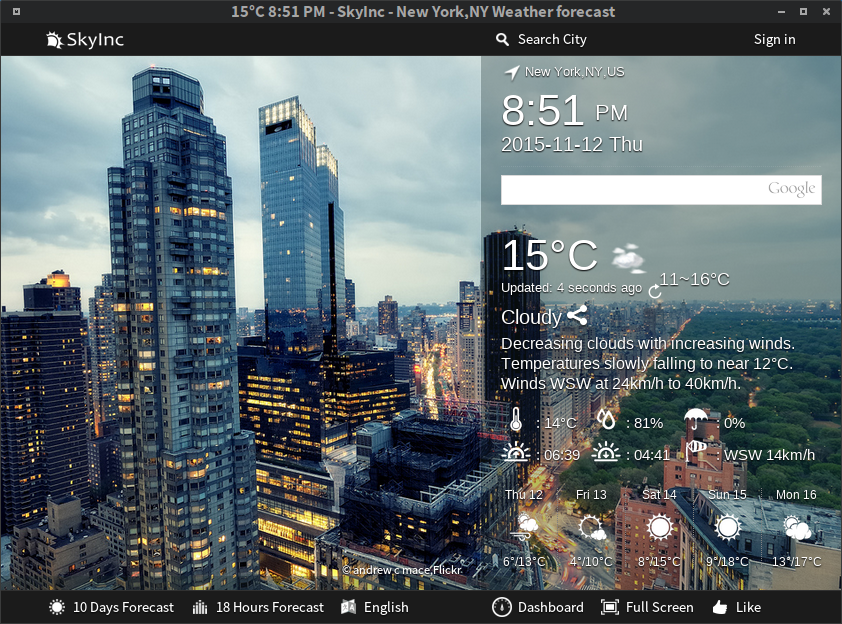 15°C 8:51 PM - SkyInc - New York,NY Weather forecast
SkyInc
Search City
Sign in
New York,NY,US
8:51 PM
2015-11-12 Thu
Google
15°C
11~16°C
Updated: 4 seconds ago
Cloudy
Decreasing clouds with increasing winds.
Temperatures slowly falling to near 12°C.
Winds WSW at 24km/h to 40km/h.
: 14°C : 81% : 0%
: 06:39 : 04:41 : WSW 14km/h
Thu 12 Fri 13 Sat 14 Sun 15 Mon 16
6°/13°C 4°/10°C 8°/15°C 9°/18°C 13°/17°C
©andrew c mace,Flickr
10 Days Forecast 18 Hours Forecast English Dashboard Full Screen Like